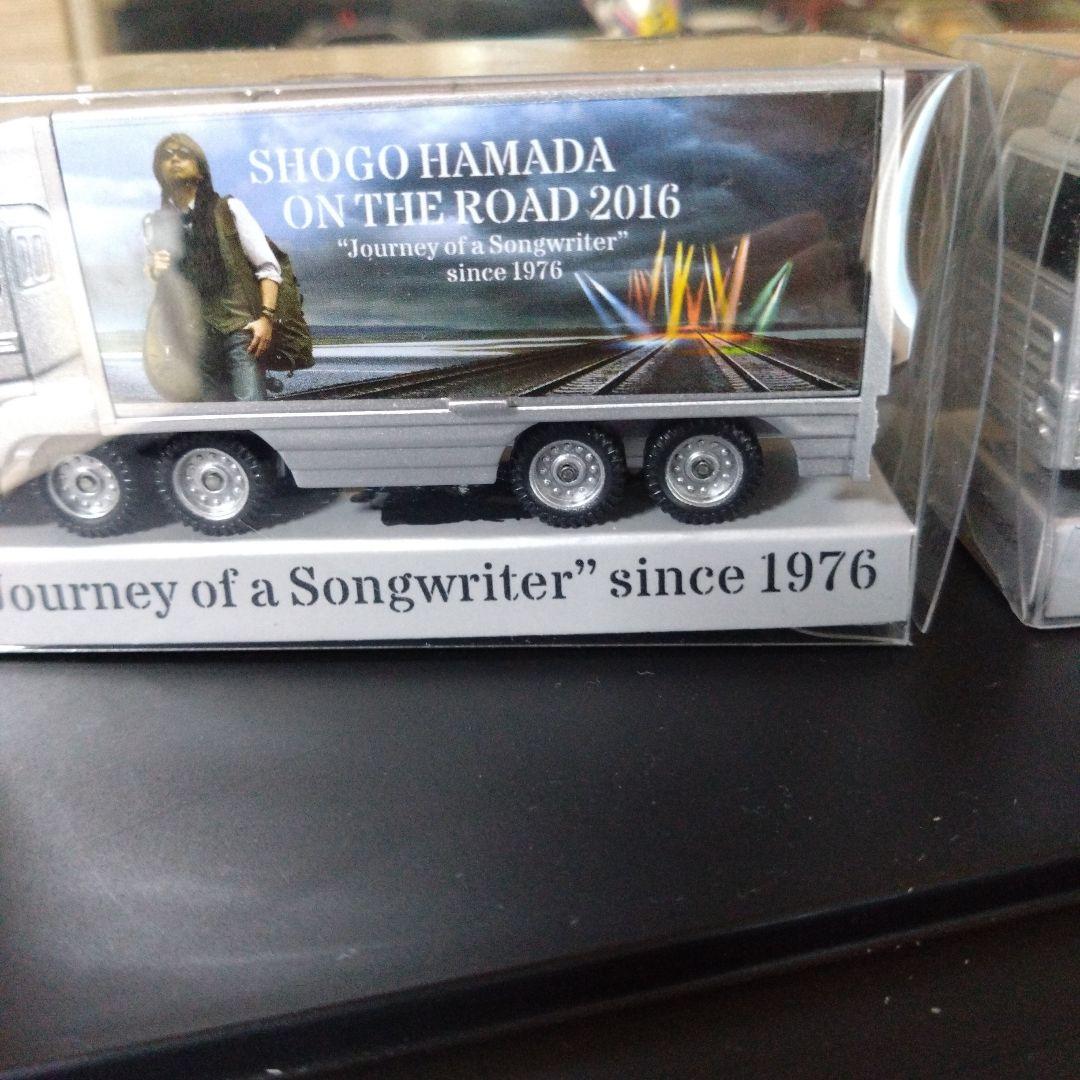 SHOGO HAMADA
ON THE ROAD 2016
“Journey of a Songwriter”
since 1976
Journey of a Songwriter” since 1976